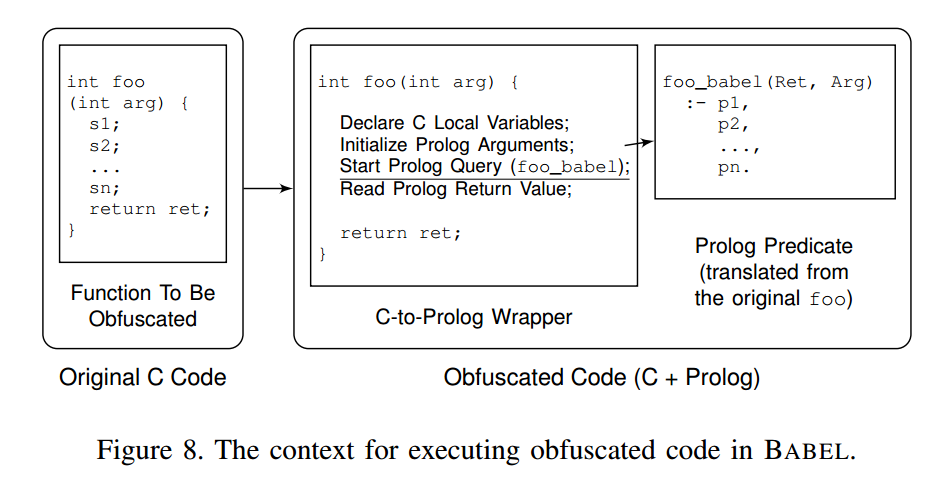 int foo
(int arg) {
s1;
s2;
...
sn;
return ret;
}
Function To Be
Obfuscated
Original C Code
int foo(int arg) {
Declare C Local Variables;
Initialize Prolog Arguments;
Start Prolog Query (foo_babel);
Read Prolog Return Value;
return ret;
}
C-to-Prolog Wrapper
foo_babel(Ret, Arg)
:- p1,
p2,
...,
pn.
Prolog Predicate
(translated from
the original foo)
Obfuscated Code (C + Prolog)
Figure 8. The context for executing obfuscated code in BABEL.